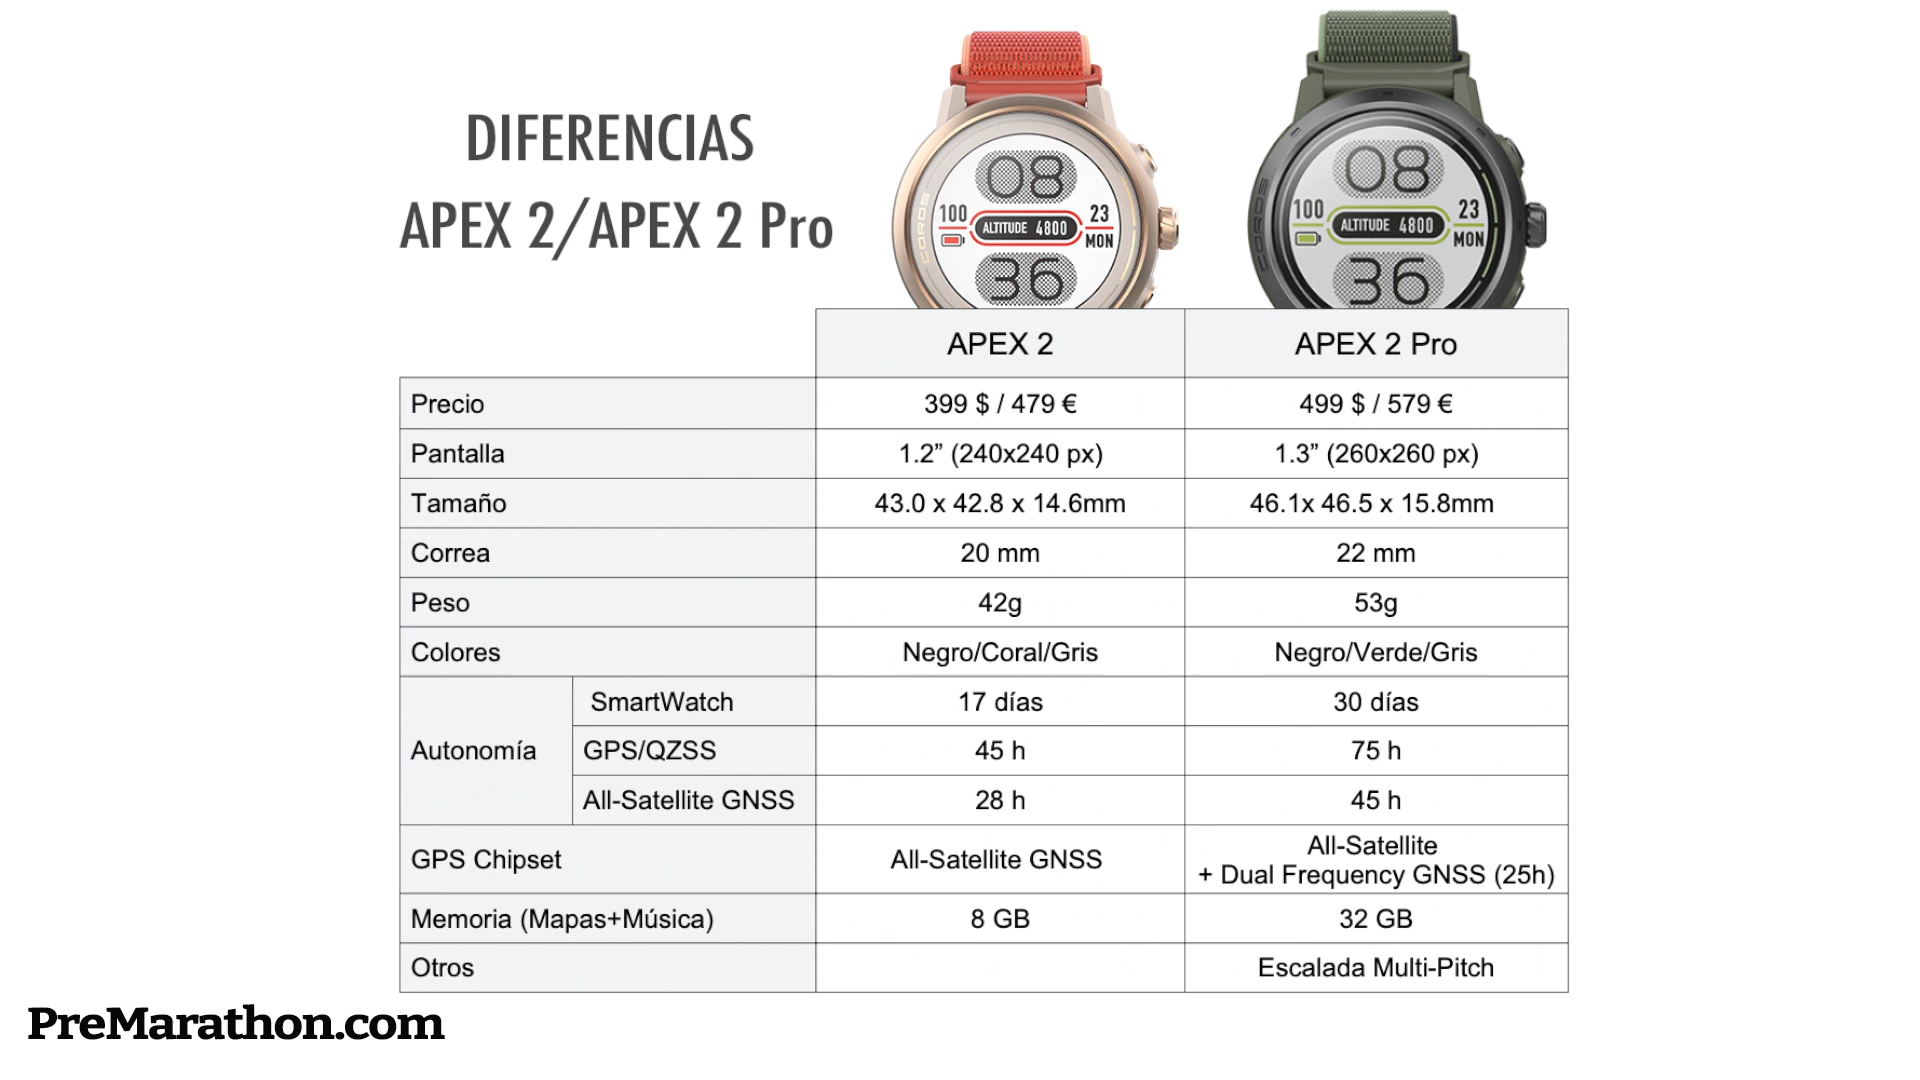 DIFERENCIAS
APEX 2/APEX 2 Pro
COROS
08
100
ALTITUDE 4800
23
MON
36
COROS
08
100
ALTITUDE 4800
23
MON
36
APEX 2 APEX 2 Pro
Precio 399 $ / 479 € 499 $ / 579 €
Pantalla 1.2” (240x240 px) 1.3” (260x260 px)
Tamaño 43.0 x 42.8 x 14.6mm 46.1x 46.5 x 15.8mm
Correa 20 mm 22 mm
Peso 42g 53g
Colores Negro/Coral/Gris Negro/Verde/Gris
Autonomía
SmartWatch 17 días 30 días
GPS/QZSS 45 h 75 h
All-Satellite GNSS 28 h 45 h
GPS Chipset All-Satellite GNSS All-Satellite
+ Dual Frequency GNSS (25h)
Memoria (Mapas+Música) 8 GB 32 GB
Otros Escalada Multi-Pitch
PreMarathon.com